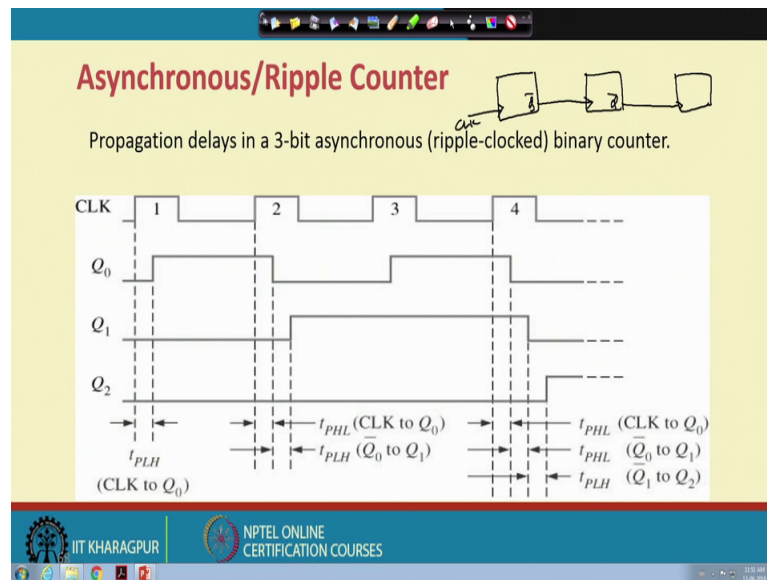 Asynchronous/Ripple Counter
Q̅ Q̅
CLK
Propagation delays in a 3-bit asynchronous (ripple-clocked) binary counter.
CLK 1 2 3 4
Q₀
Q₁
Q₂
tPLH
(CLK to Q₀)
tPHL (CLK to Q₀)
tPLH (Q̅₀ to Q₁)
tPHL (CLK to Q₀)
tPHL (Q̅₀ to Q₁)
tPLH (Q̅₁ to Q₂)
IIT KHARAGPUR
NPTEL ONLINE
CERTIFICATION COURSES